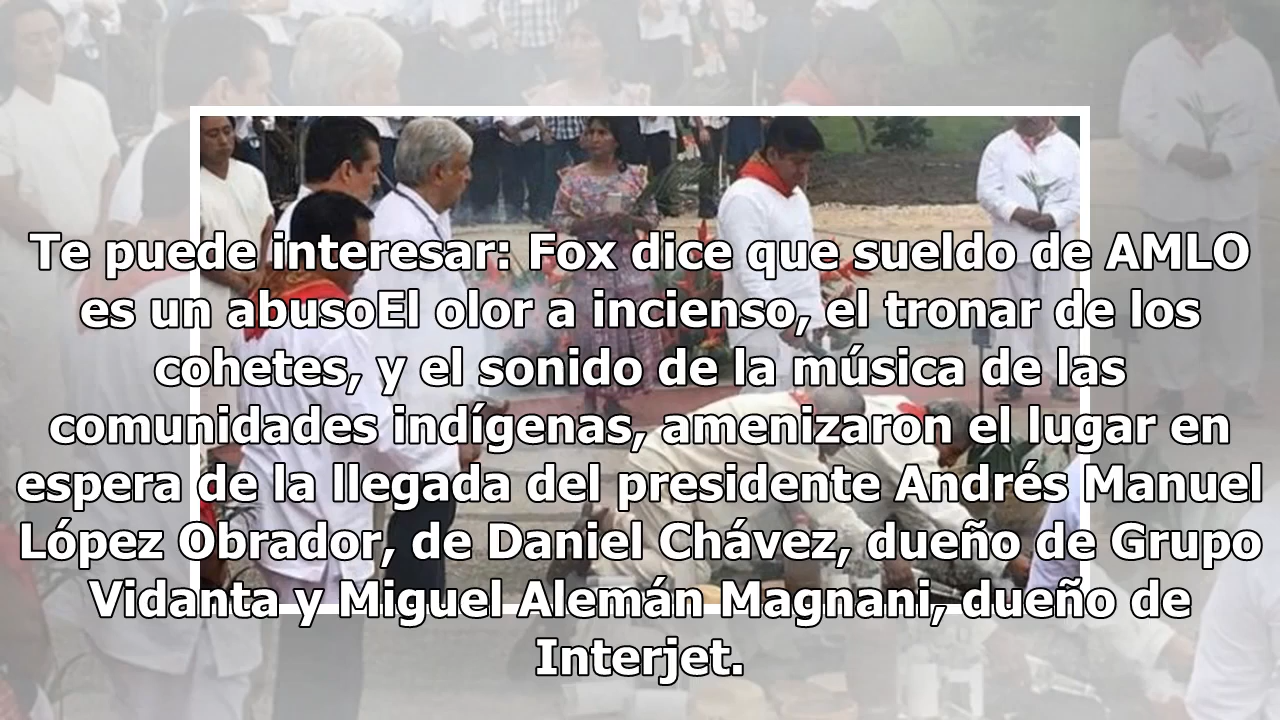 Te puede interesar: Fox dice que sueldo de AMLO
es un abusoEl olor a incienso, el tronar de los
cohetes, y el sonido de la música de las
comunidades indígenas, amenizaron el lugar en
espera de la llegada del presidente Andrés Manuel
López Obrador, de Daniel Chávez, dueño de Grupo
Vidanta y Miguel Alemán Magnani, dueño de
Interjet.